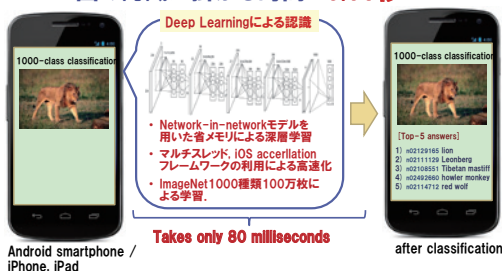 Deep Learningによる認識
1000-class classification
・ Network-in-networkモデルを
用いた省メモリによる深層学習
・ マルチスレッド, iOS accerllation
フレームワークの利用による高速化
・ ImageNet1000種類100万枚に
よる学習.
Takes only 80 milliseconds
Android smartphone /
iPhone, iPad
1000-class classification
[Top-5 answers]
1) n02129165 lion
2) n02111129 Leonberg
3) n02108551 Tibetan mastiff
4) n02492660 howler monkey
5) n02114712 red wolf
after classification